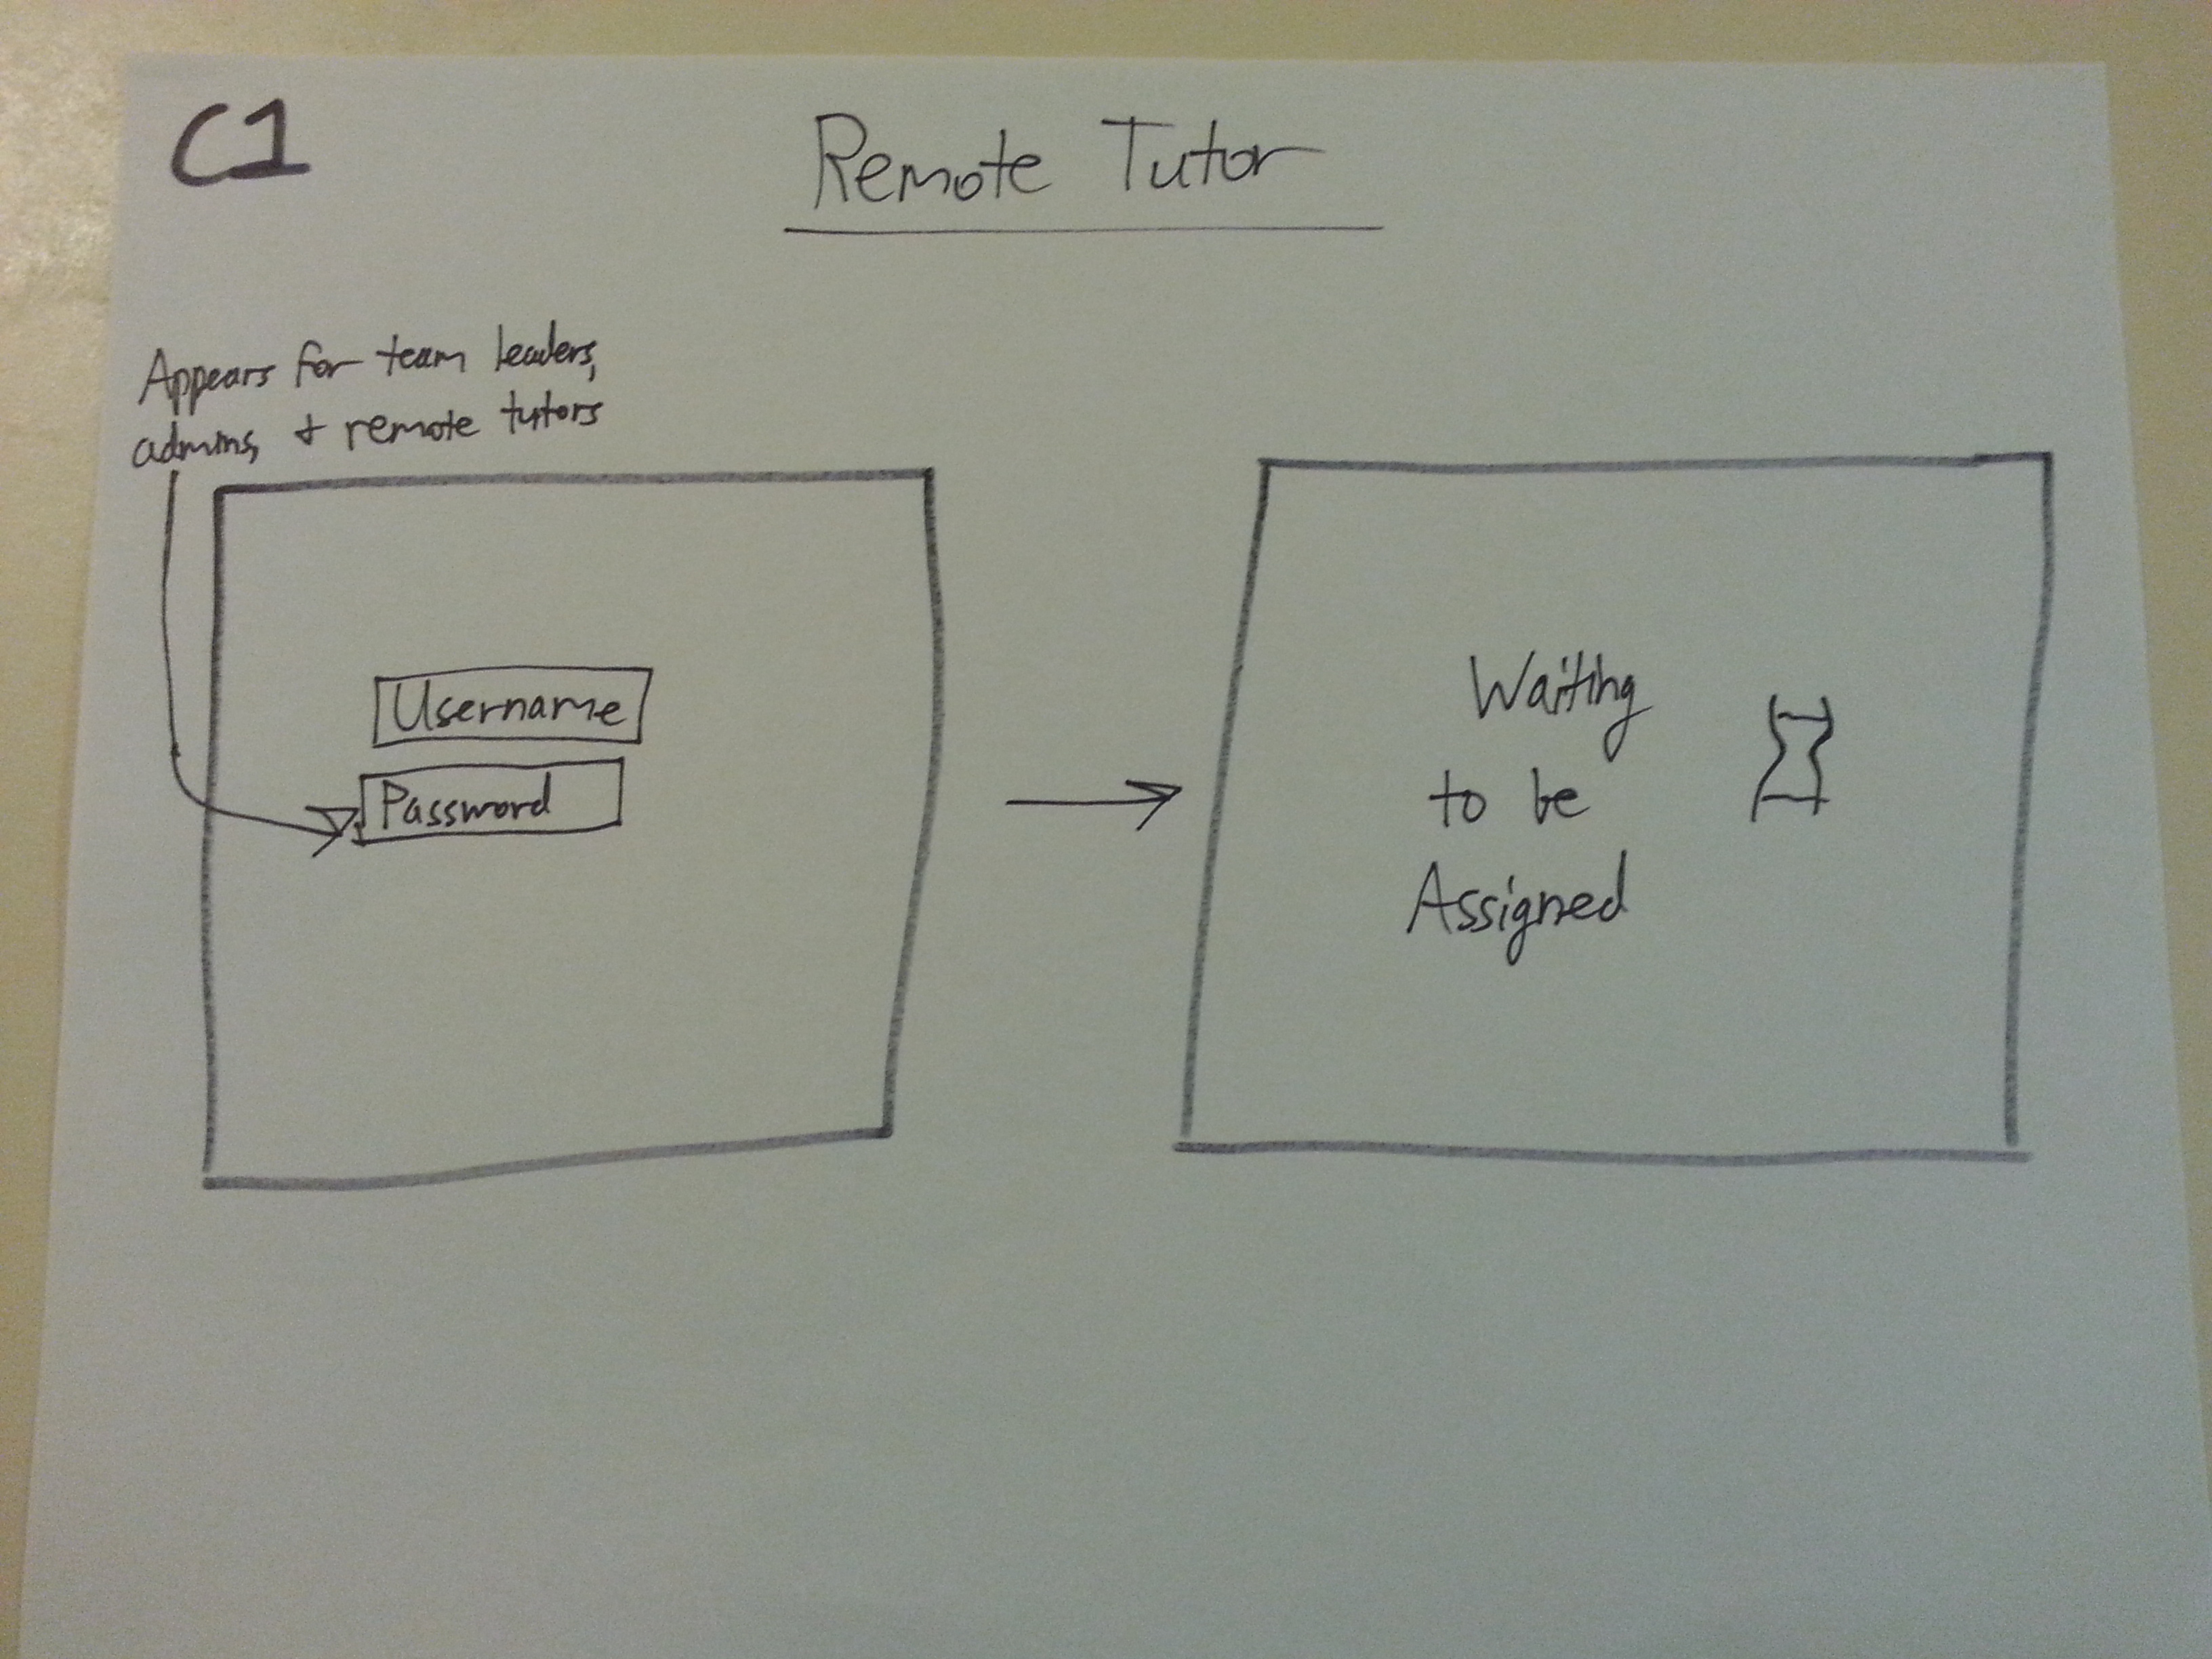 C1
Remote Tutor
Appears for team leaders,
admins, + remote tutors
Username
Password
Waiting
to be
Assigned